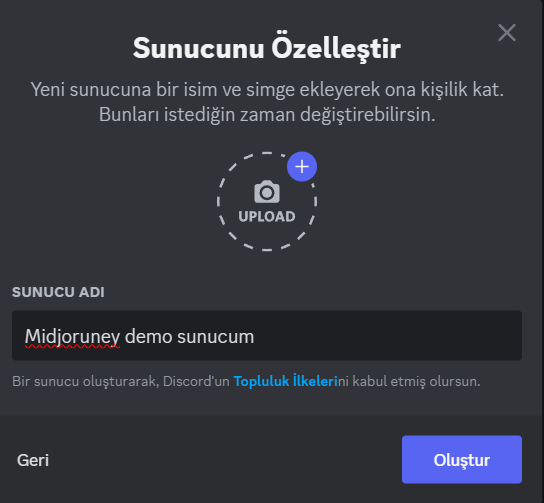 Sunucunu Özelleştir
Yeni sunucuna bir isim ve simge ekleyerek ona kişilik kat.
Bunları istediğin zaman değiştirebilirsin.
UPLOAD
SUNUCU ADI
Midjoruney demo sunucum
Bir sunucu oluşturarak, Discord'un Topluluk İlkelerini kabul etmiş olursun.
Geri
Oluştur